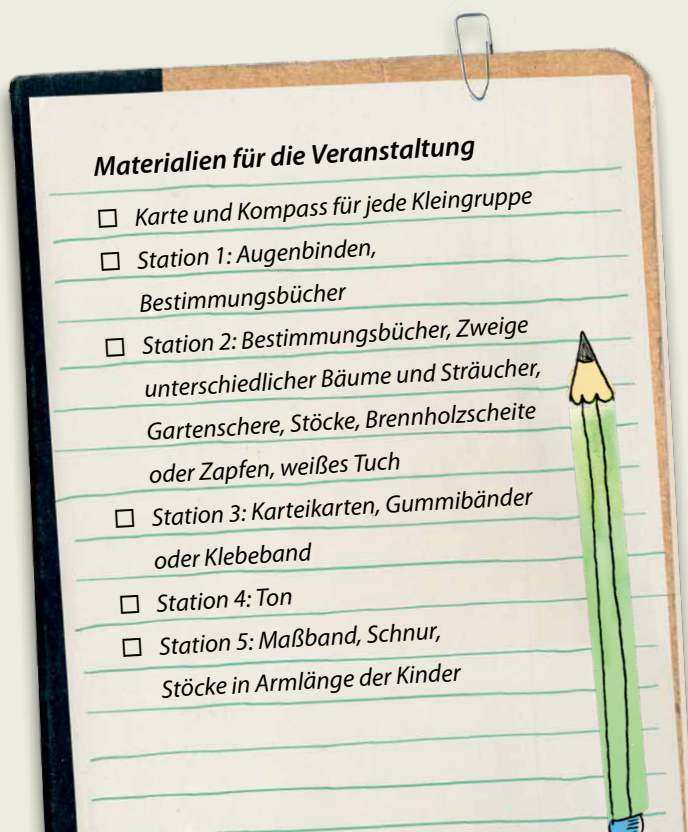 Materialien für die Veranstaltung
☐ Karte und Kompass für jede Kleingruppe
☐ Station 1: Augenbinden,
Bestimmungsbücher
☐ Station 2: Bestimmungsbücher, Zweige
unterschiedlicher Bäume und Sträucher,
Gartenschere, Stöcke, Brennholzscheite
oder Zapfen, weißes Tuch
☐ Station 3: Karteikarten, Gummibänder
oder Klebeband
☐ Station 4: Ton
☐ Station 5: Maßband, Schnur,
Stöcke in Armlänge der Kinder